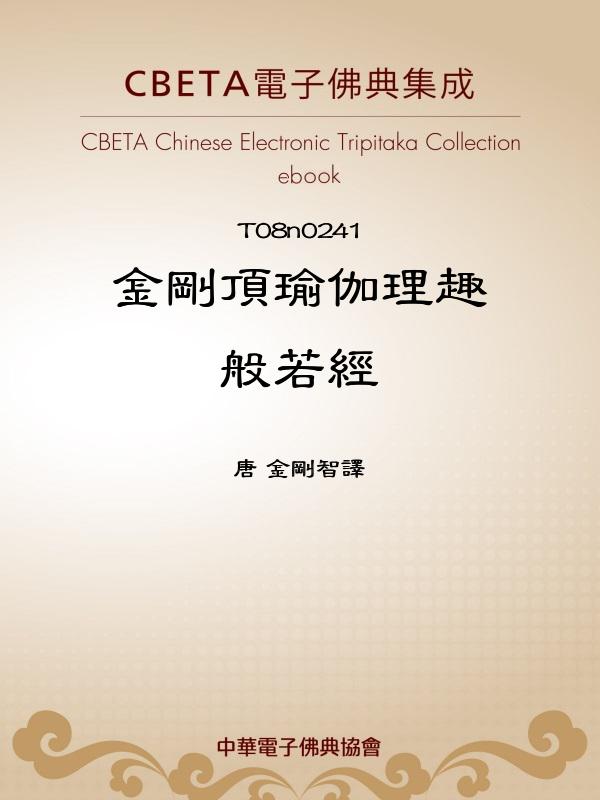 CBETA電子佛典集成
CBETA Chinese Electronic Tripitaka Collection
ebook
T08n0241
金剛頂瑜伽理趣
般若經
唐 金剛智譯
中華電子佛典協會